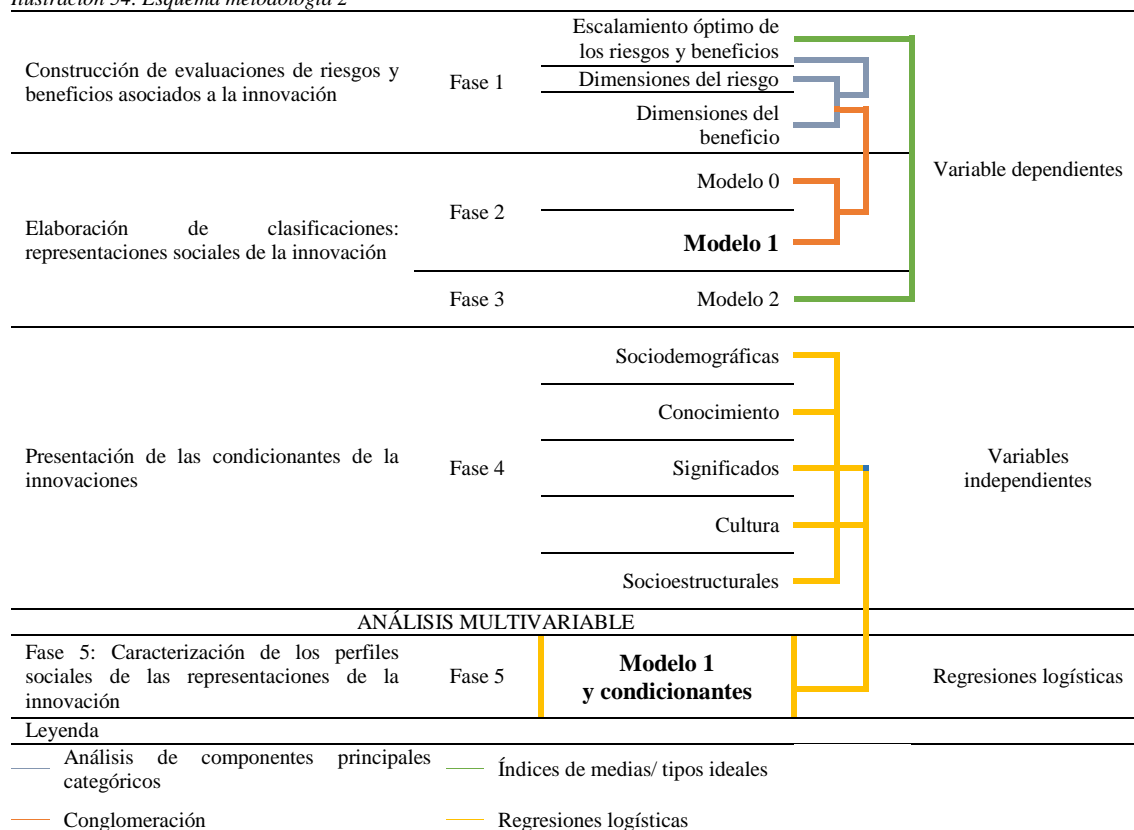 Ilustración 34. Esquema metodología 2
Escalamiento óptimo de
los riesgos y beneficios
Construcción de evaluaciones de riesgos y
beneficios asociados a la innovación
Fase 1
Dimensiones del riesgo
Dimensiones del
beneficio
Variable dependientes
Elaboración de clasificaciones:
representaciones sociales de la innovación
Fase 2
Modelo 0
Modelo 1
Fase 3
Modelo 2
Presentación de las condicionantes de la
innovaciones
Fase 4
Sociodemográficas
Conocimiento
Significados
Cultura
Socioestructurales
Variables
independientes
ANÁLISIS MULTIVARIABLE
Fase 5: Caracterización de los perfiles
sociales de las representaciones de la
innovación
Fase 5
Modelo 1
y condicionantes
Regresiones logísticas
Leyenda
Análisis de componentes principales
categóricos
Índices de medias/ tipos ideales
Conglomeración
Regresiones logísticas